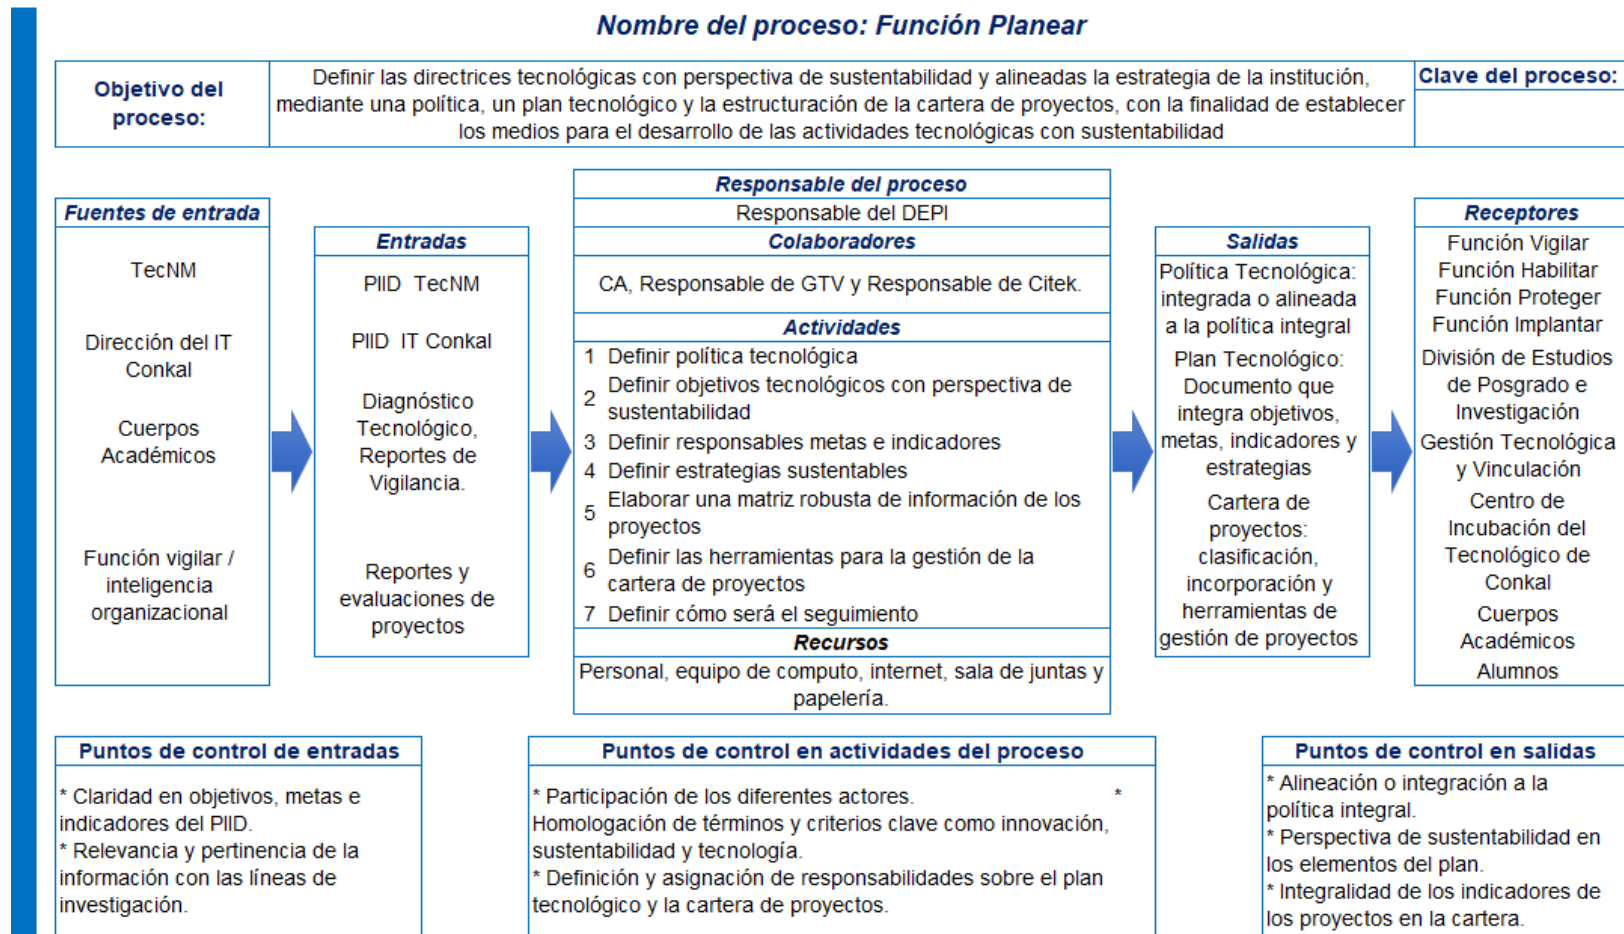 Nombre del proceso: Función Planear
Objetivo del
proceso:
Definir las directrices tecnológicas con perspectiva de sustentabilidad y alineadas la estrategia de la institución,
mediante una política, un plan tecnológico y la estructuración de la cartera de proyectos, con la finalidad de establecer
los medios para el desarrollo de las actividades tecnológicas con sustentabilidad
Clave del proceso:
Fuentes de entrada
TecNM
Dirección del IT
Conkal
Cuerpos
Académicos
Función vigilar /
inteligencia
organizacional
Entradas
PIID TecNM
PIID IT Conkal
Diagnóstico
Tecnológico,
Reportes de
Vigilancia.
Reportes y
evaluaciones de
proyectos
Responsable del proceso
Responsable del DEPI
Colaboradores
CA, Responsable de GTV y Responsable de Citek.
Actividades
1 Definir política tecnológica
2 Definir objetivos tecnológicos con perspectiva de
sustentabilidad
3 Definir responsables metas e indicadores
4 Definir estrategias sustentables
5 Elaborar una matriz robusta de información de los
proyectos
6 Definir las herramientas para la gestión de la
cartera de proyectos
7 Definir cómo será el seguimiento
Recursos
Personal, equipo de computo, internet, sala de juntas y
papelería.
Salidas
Política Tecnológica:
integrada o alineada
a la política integral
Plan Tecnológico:
Documento que
integra objetivos,
metas, indicadores y
estrategias
Cartera de
proyectos:
clasificación,
incorporación y
herramientas de
gestión de proyectos
Receptores
Función Vigilar
Función Habilitar
Función Proteger
Función Implantar
División de Estudios
de Posgrado e
Investigación
Gestión Tecnológica
y Vinculación
Centro de
Incubación del
Tecnológico de
Conkal
Cuerpos
Académicos
Alumnos
Puntos de control de entradas
* Claridad en objetivos, metas e
indicadores del PIID.
* Relevancia y pertinencia de la
información con las líneas de
investigación.
Puntos de control en actividades del proceso
* Participación de los diferentes actores. *
Homologación de términos y criterios clave como innovación,
sustentabilidad y tecnología.
* Definición y asignación de responsabilidades sobre el plan
tecnológico y la cartera de proyectos.
Puntos de control en salidas
* Alineación o integración a la
política integral.
* Perspectiva de sustentabilidad en
los elementos del plan.
* Integralidad de los indicadores de
los proyectos en la cartera.